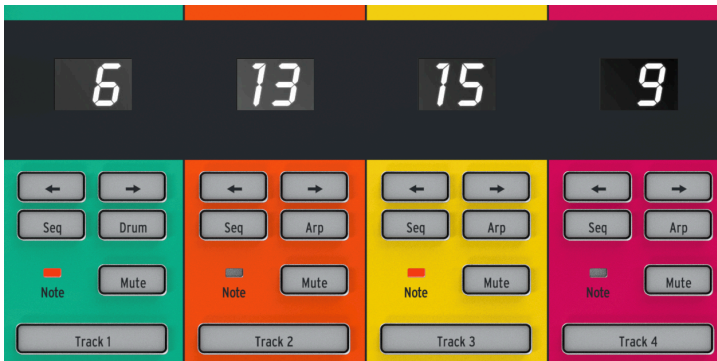 6 13 15 9
← → ← → ← → ← →
Seq Drum Seq Arp Seq Arp Seq Arp
Note Mute Note Mute Note Mute Note Mute
Track 1 Track 2 Track 3 Track 4